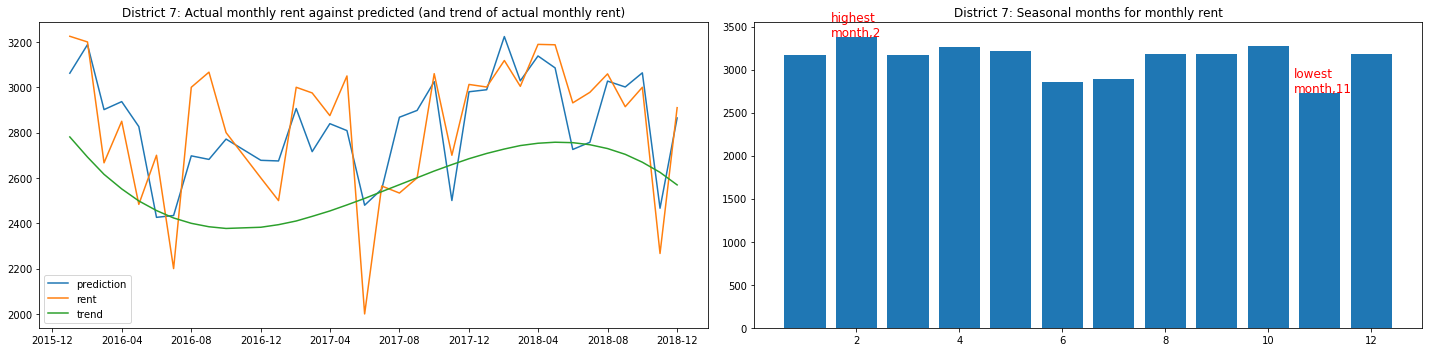 District 7: Actual monthly rent against predicted (and trend of actual monthly rent)
3200
3000
2800
2600
2400
2200
2000
prediction
rent
trend
2015-12 2016-04 2016-08 2016-12 2017-04 2017-08 2017-12 2018-04 2018-08 2018-12
District 7: Seasonal months for monthly rent
highest
month,2
lowest
month,11
3500
3000
2500
2000
1500
1000
500
0
2 4 6 8 10 12